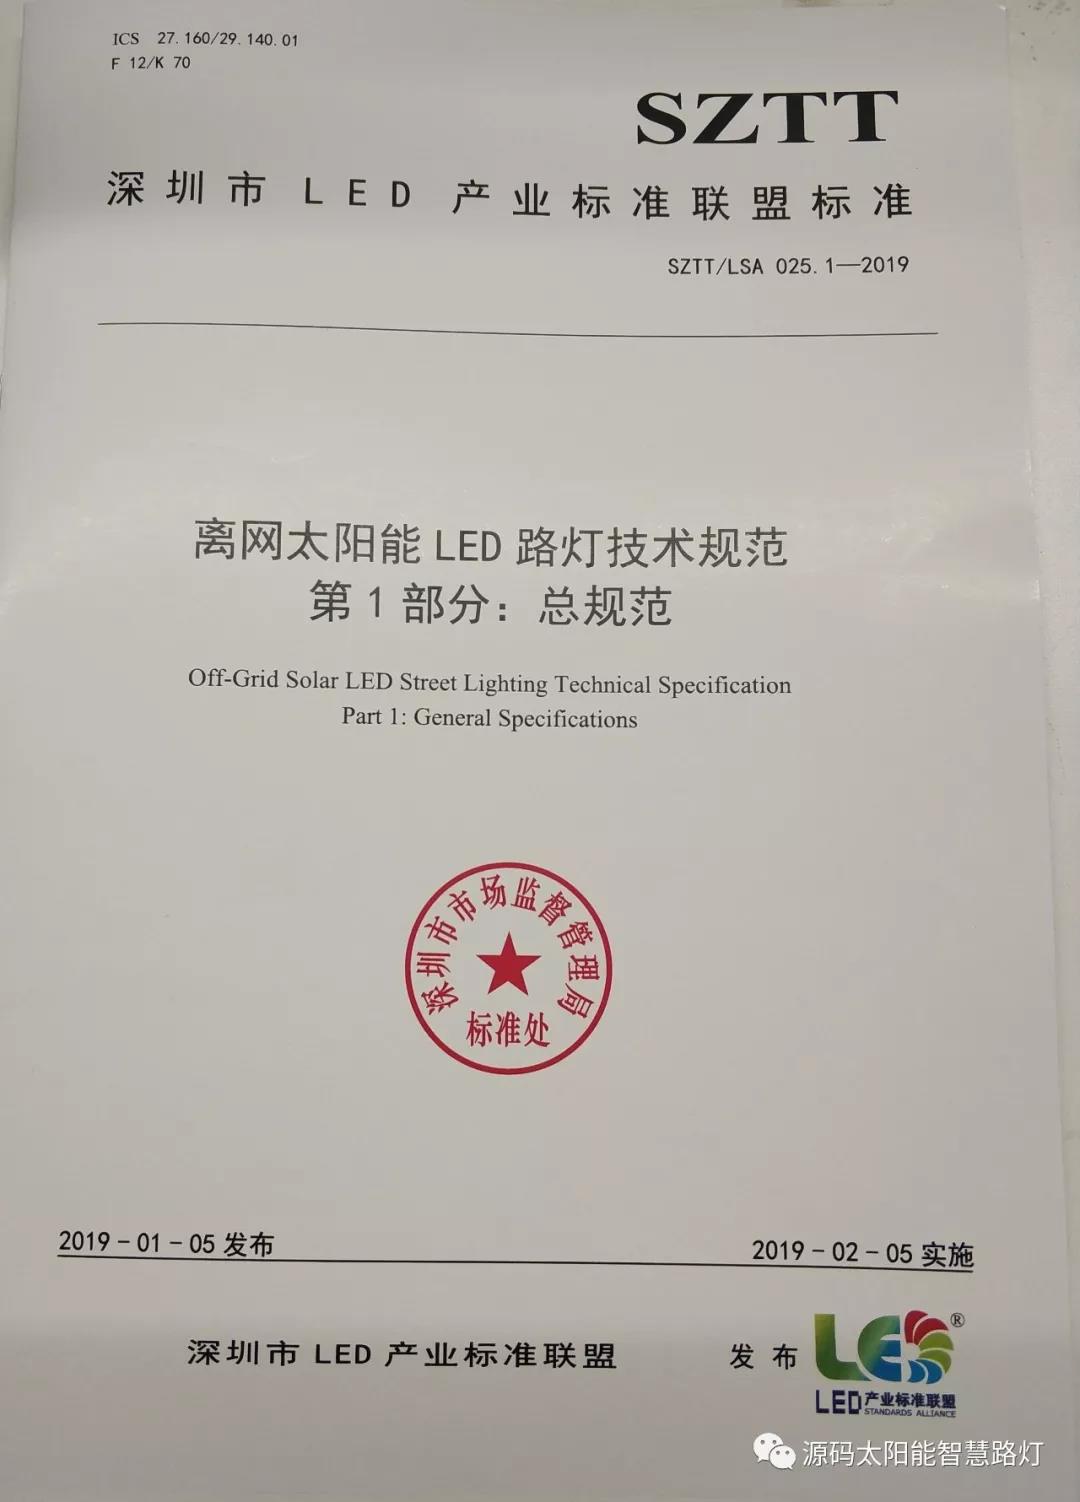 ICS 27.160/29.140.01
F 12/K 70
SZTT
深圳市 LED 产业标准联盟标准
SZTT/LSA 025.1—2019
离网太阳能 LED 路灯技术规范
第 1 部分：总规范
Off-Grid Solar LED Street Lighting Technical Specification
Part 1: General Specifications
深圳市市场监督管理局
标准处
2019-01-05 发布
2019-02-05 实施
深圳市 LED 产业标准联盟 发布
LED®
LED产业标准联盟
STANDARDS ALLIANCE
源码太阳能智慧路灯